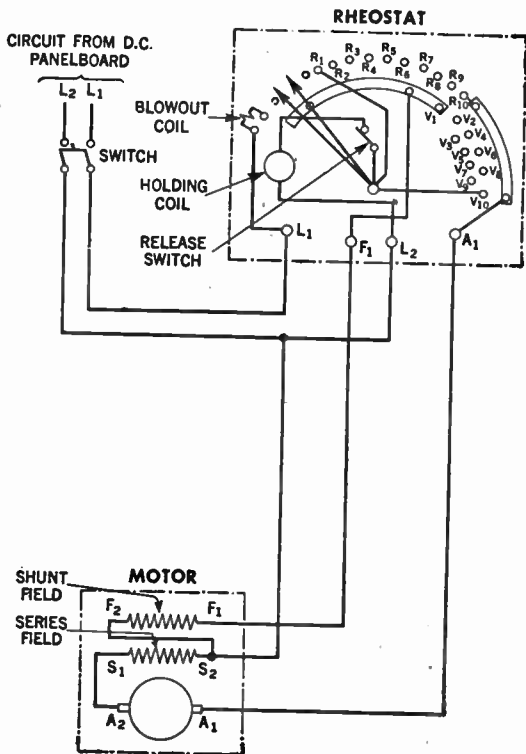 RHEOSTAT
CIRCUIT FROM D.C.
PANELBOARD
L2 L1
SWITCH
BLOWOUT
COIL
HOLDING
COIL
RELEASE
SWITCH
R1
R2
R3
R4
R5
R6
R7
R8
R9
R10
V1
V2
V3
V4
V5
V6
V7
V8
V9
V10
L1
F1
L2
A1
MOTOR
SHUNT
FIELD
SERIES
FIELD
F2 F1
S1 S2
A2 A1